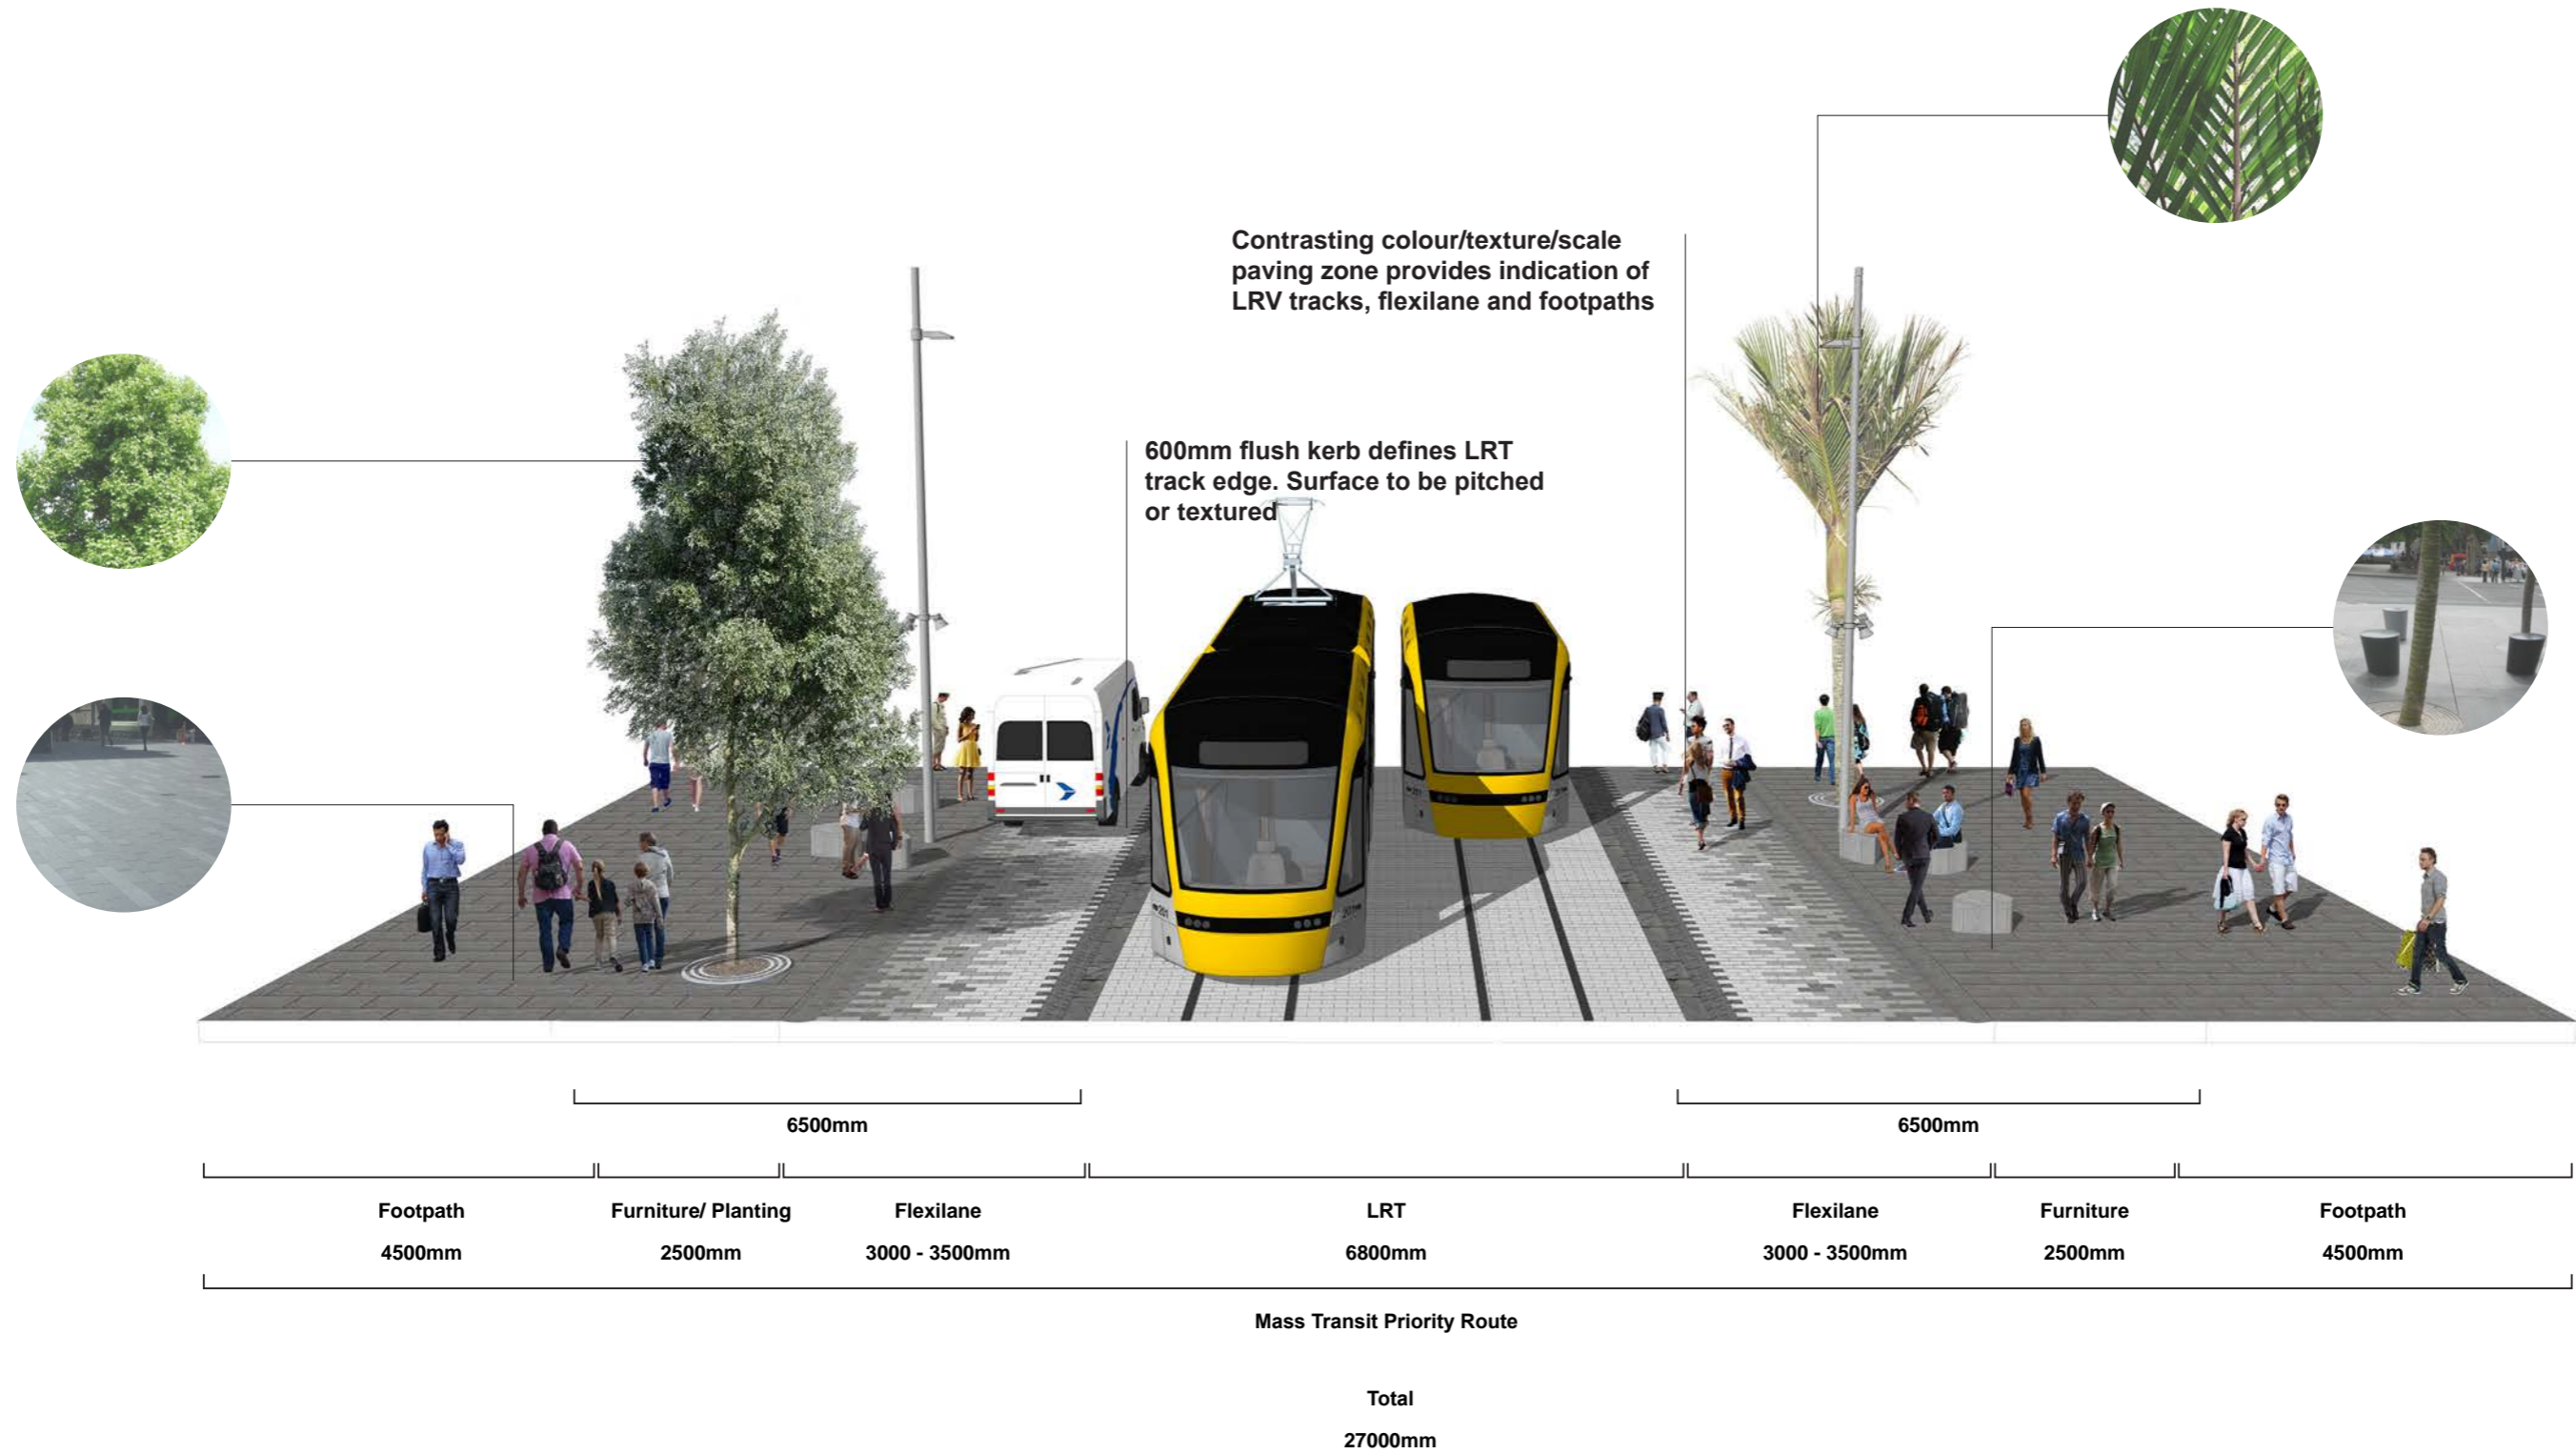 Contrasting colour/texture/scale
paving zone provides indication of
LRV tracks, flexilane and footpaths
600mm flush kerb defines LRT
track edge. Surface to be pitched
or textured
6500mm
6500mm
Footpath
Furniture/ Planting
Flexilane
LRT
Flexilane
Furniture
Footpath
4500mm
2500mm
3000 - 3500mm
6800mm
3000 - 3500mm
2500mm
4500mm
Mass Transit Priority Route
Total
27000mm